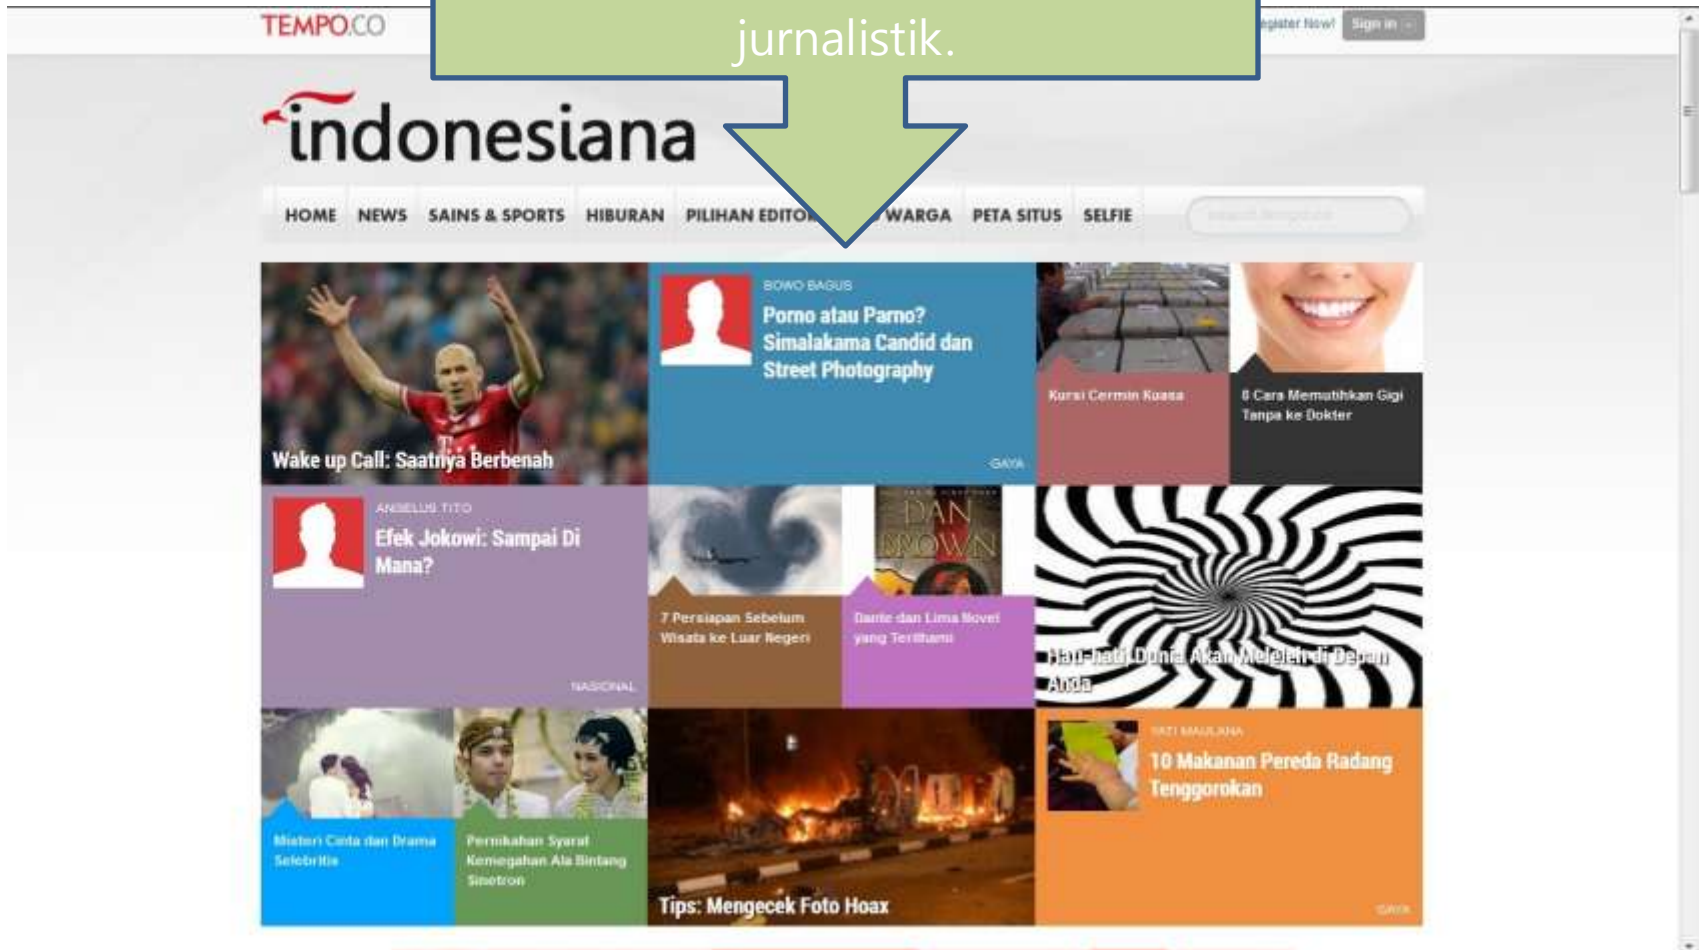 TEMPO.CO
jurnalistik.
Register Now! Sign in
indonesiana
HOME NEWS SAINS & SPORTS HIBURAN PILIHAN EDITOR WARGA PETA SITUS SELFIE
Wake up Call: Saatnya Berbenah
BOWO BAGUS
Porno atau Parno?
Simalakama Candid dan
Street Photography
GAYA
Kursi Cermin Kuasa
8 Cara Memutihkan Gigi
Tanpa ke Dokter
ANGELUS TITO
Efek Jokowi: Sampai Di
Mana?
NASIONAL
7 Persiapan Sebelum
Wisata ke Luar Negeri
DAN
BROWN
Dante dan Lima Novel
yang Terilhami
Hati-hati, Dunia Akan Meleleh di Depan
Anda
Misteri Cinta dan Drama
Selebritis
Pernikahan Syarat
Kemegahan Ala Bintang
Sinetron
Tips: Mengecek Foto Hoax
YATI MAULANA
10 Makanan Pereda Radang
Tenggorokan
GAYA